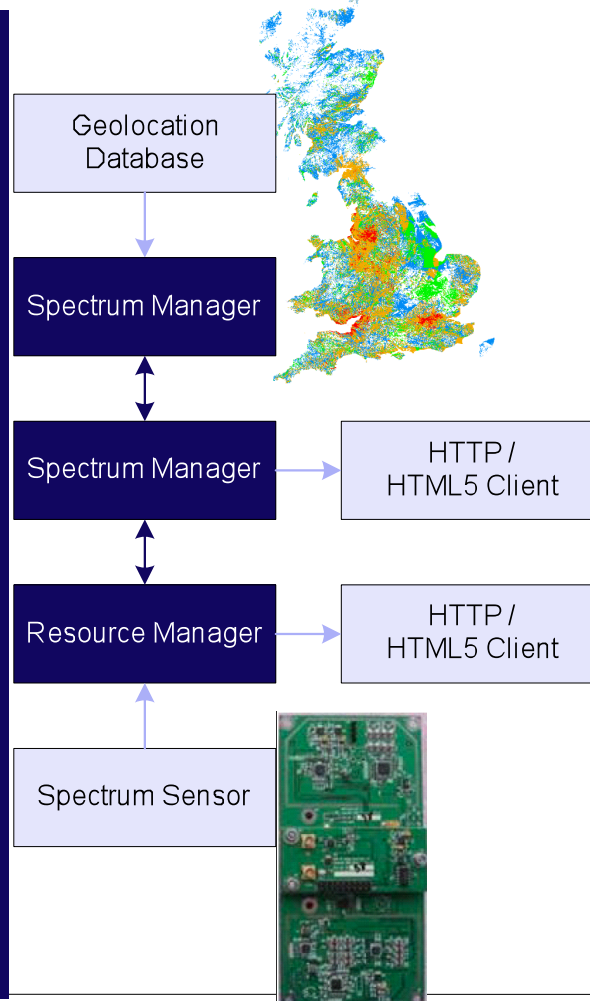 Geolocation
Database
Spectrum Manager
Spectrum Manager
HTTP /
HTML5 Client
Resource Manager
HTTP /
HTML5 Client
Spectrum Sensor